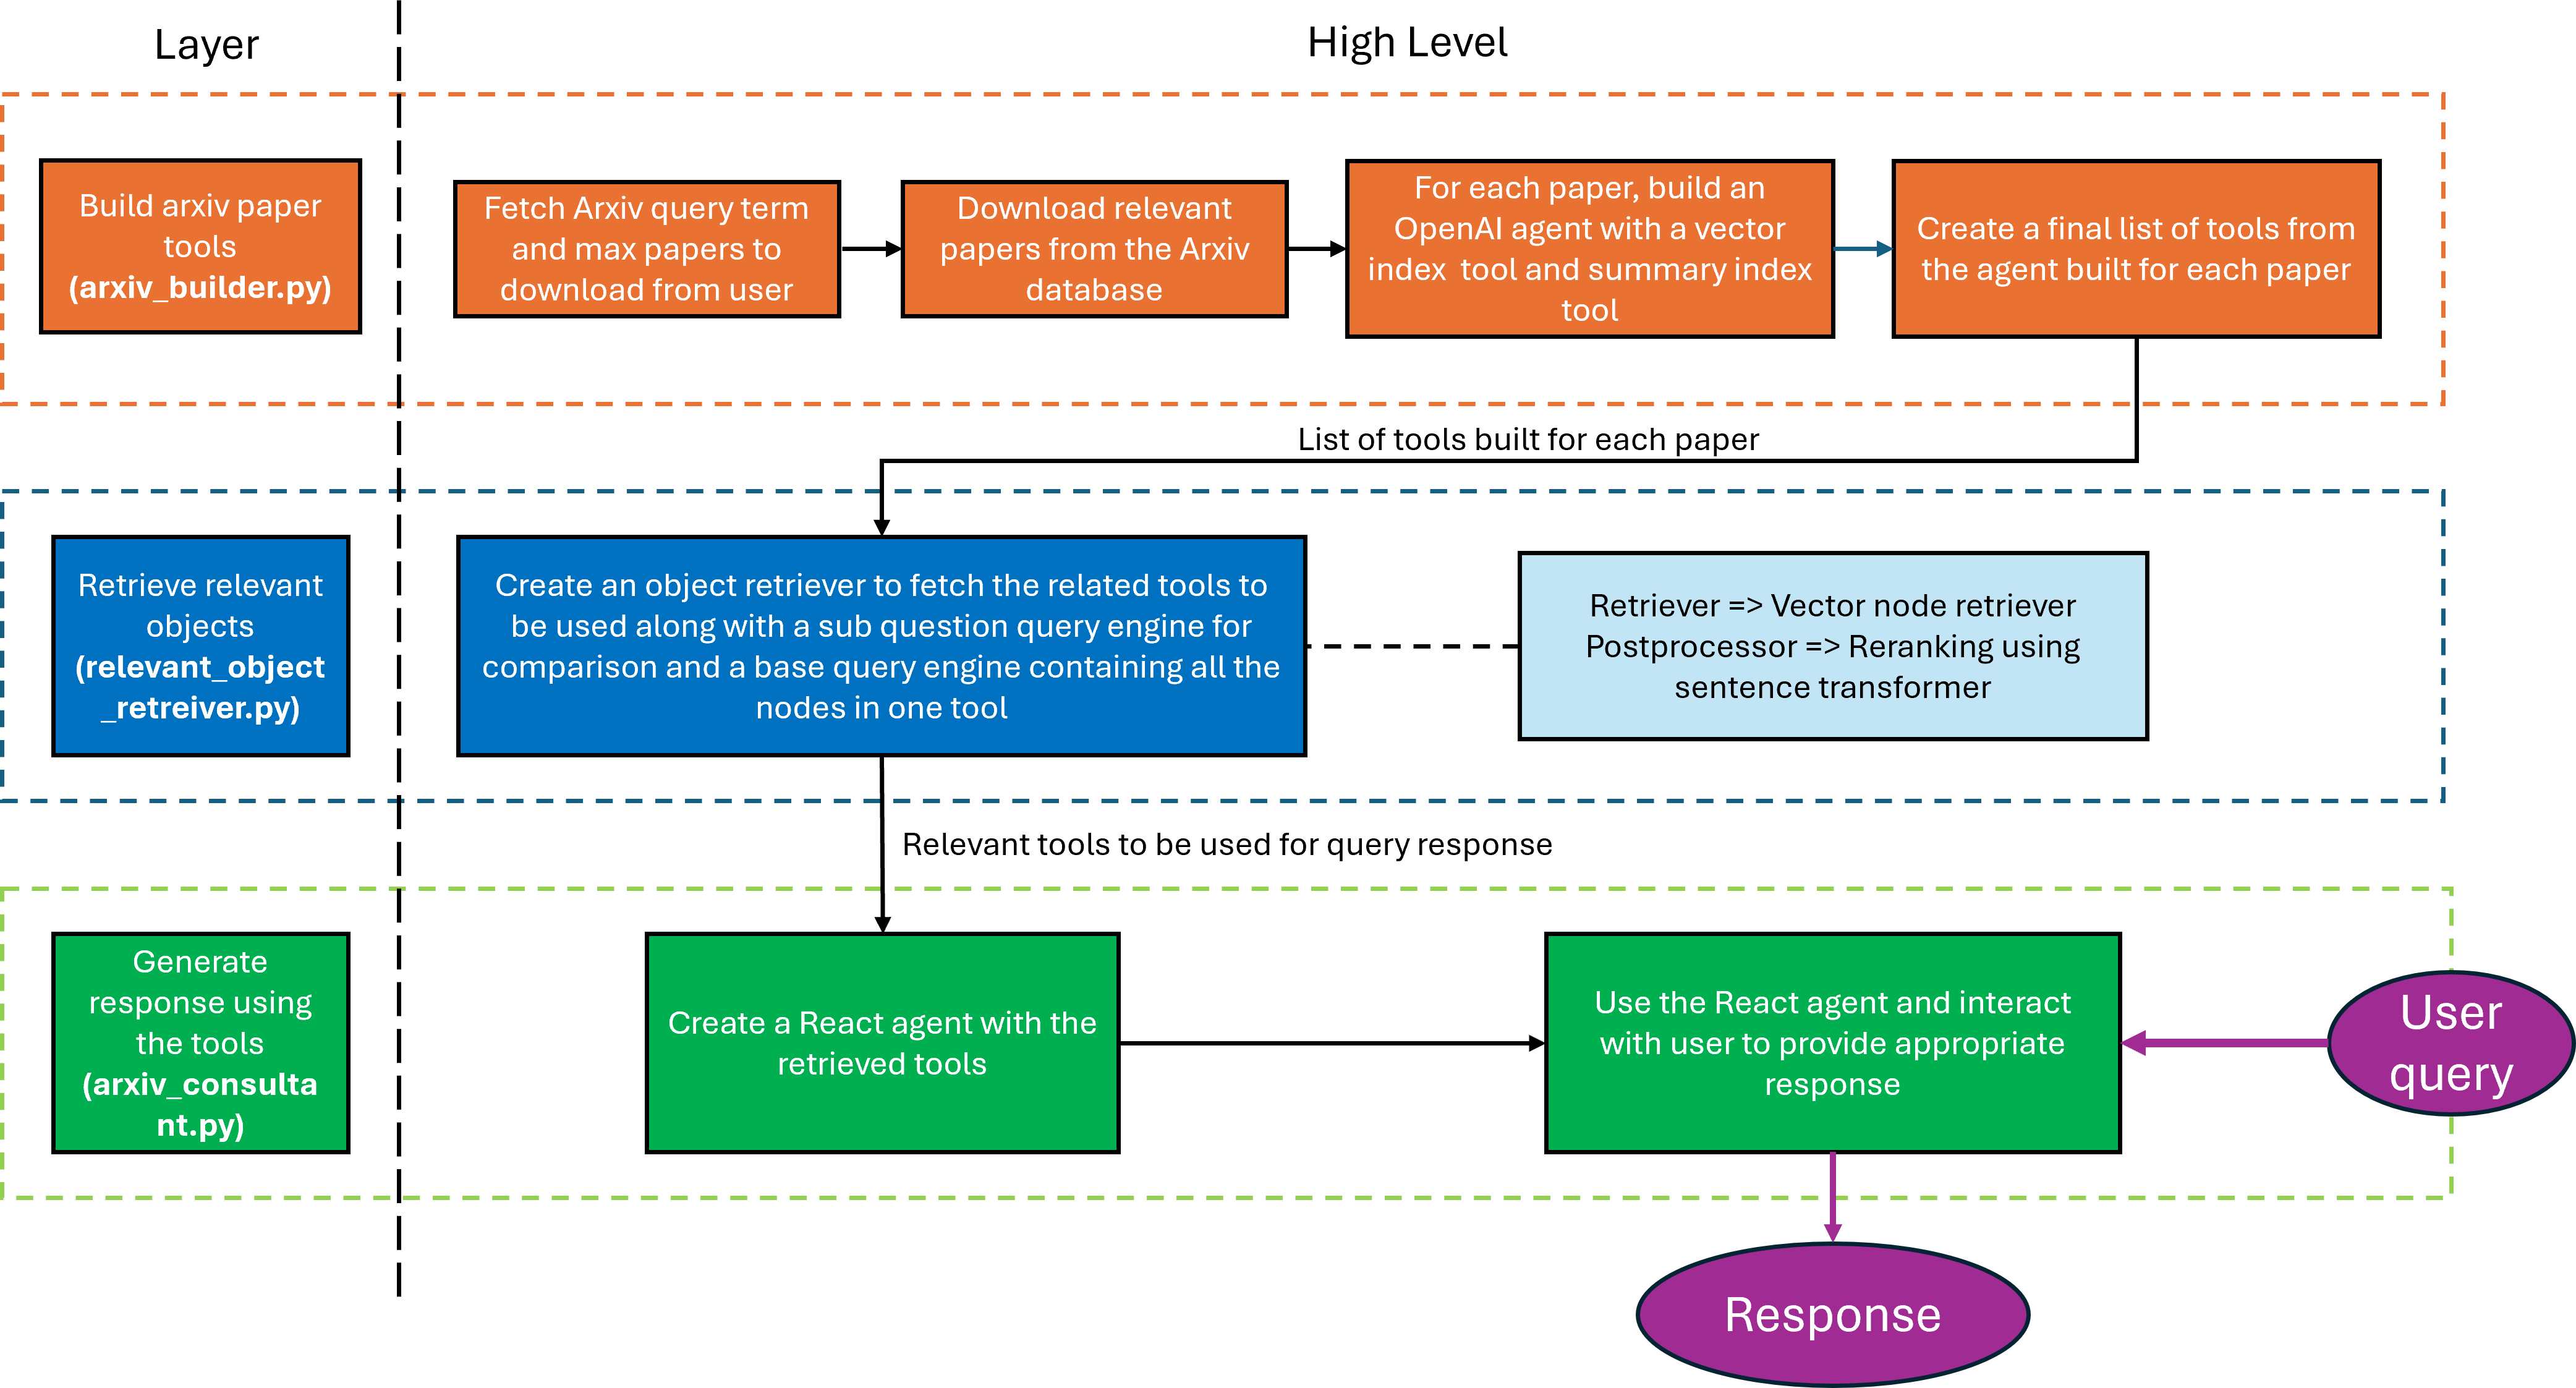 Layer
High Level
Build arxiv paper
tools
(arxiv_builder.py)
Fetch Arxiv query term
and max papers to
download from user
Download relevant
papers from the Arxiv
database
For each paper, build an
OpenAI agent with a vector
index  tool and summary index
tool
Create a final list of tools from
the agent built for each paper
List of tools built for each paper
Retrieve relevant
objects
(relevant_object
_retreiver.py)
Create an object retriever to fetch the related tools to
be used along with a sub question query engine for
comparison and a base query engine containing all the
nodes in one tool
Retriever => Vector node retriever
Postprocessor => Reranking using
sentence transformer
Relevant tools to be used for query response
Generate
response using
the tools
(arxiv_consulta
nt.py)
Create a React agent with the
retrieved tools
Use the React agent and interact
with user to provide appropriate
response
User
query
Response